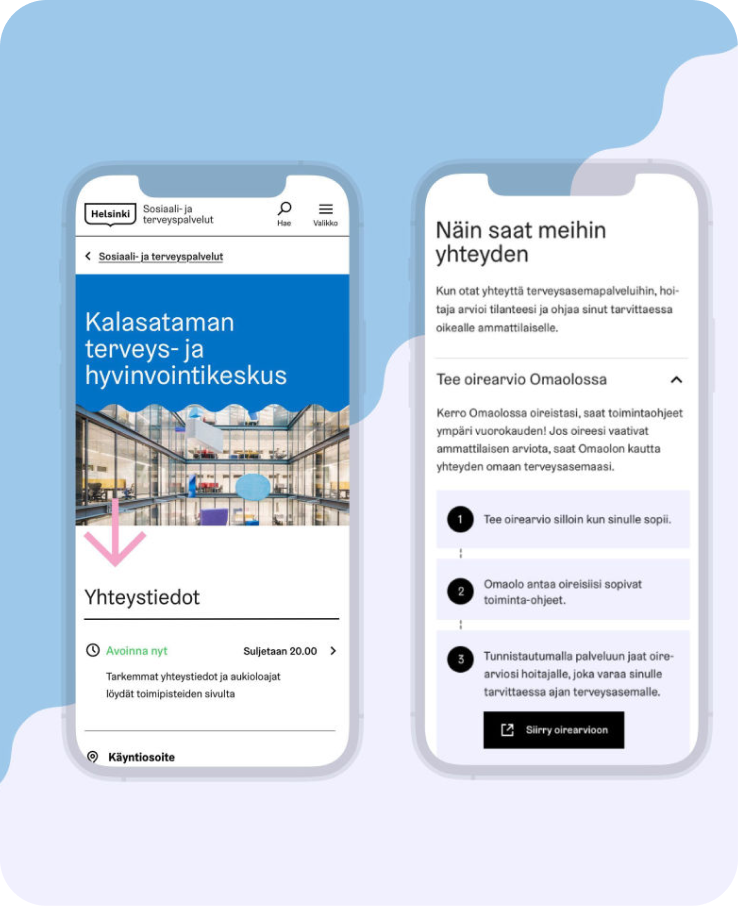 Helsinki
Sosiaali- ja
terveyspalvelut
Hae
Valikko
Sosiaali- ja terveyspalvelut
Kalasataman
terveys- ja
hyvinvointikeskus
Yhteystiedot
Avoinna nyt
Suljetaan 20.00
Tarkemmat yhteystiedot ja aukioloajat
löydät toimipisteiden sivulta
Käyntiosoite
Näin saat meihin
yhteyden
Kun otat yhteyttä terveysasemapalveluihin, hoi-
taja arvioi tilanteesi ja ohjaa sinut tarvittaessa
oikealle ammattilaiselle.
Tee oirearvio Omaolossa
Kerro Omaolossa oireistasi, saat toimintaohjeet
ympäri vuorokauden! Jos oireesi vaativat
ammattilaisen arviota, saat Omaolon kautta
yhteyden omaan terveysasemaasi.
1
Tee oirearvio silloin kun sinulle sopii.
2
Omaolo antaa oireisiisi sopivat
toiminta-ohjeet.
3
Tunnistautumalla palveluun jaat oire-
arviosi hoitajalle, joka varaa sinulle
tarvittaessa ajan terveysasemalle.
Siirry oirearvioon